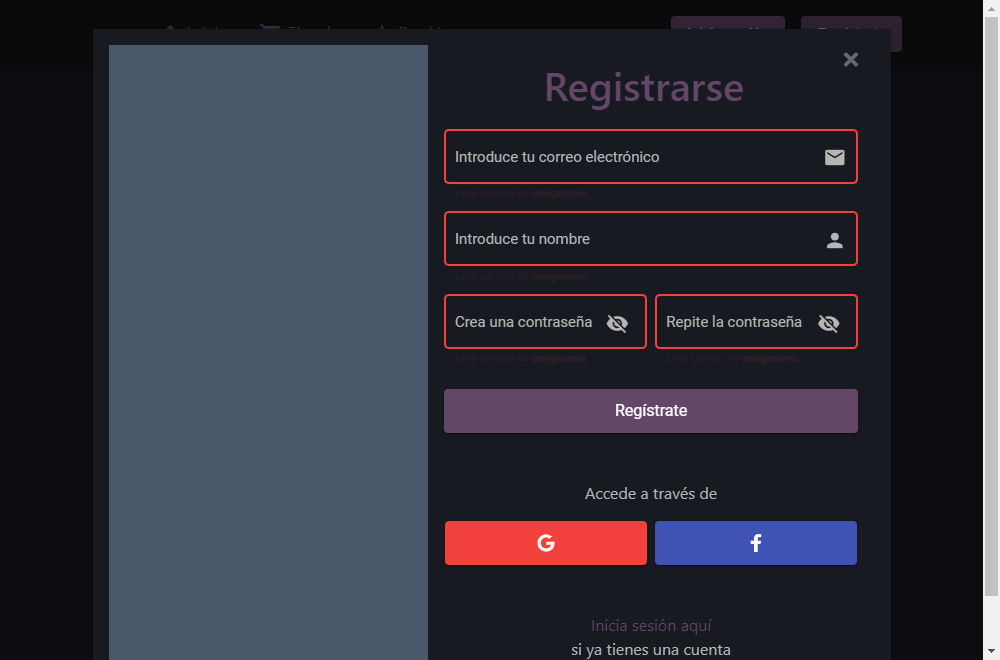 Registrarse
Introduce tu correo electrónico
Este campo es obligatorio.
Introduce tu nombre
Este campo es obligatorio.
Crea una contraseña Repite la contraseña
Este campo es obligatorio. Este campo es obligatorio.
Regístrate
Accede a través de
G f
Inicia sesión aquí
si ya tienes una cuenta